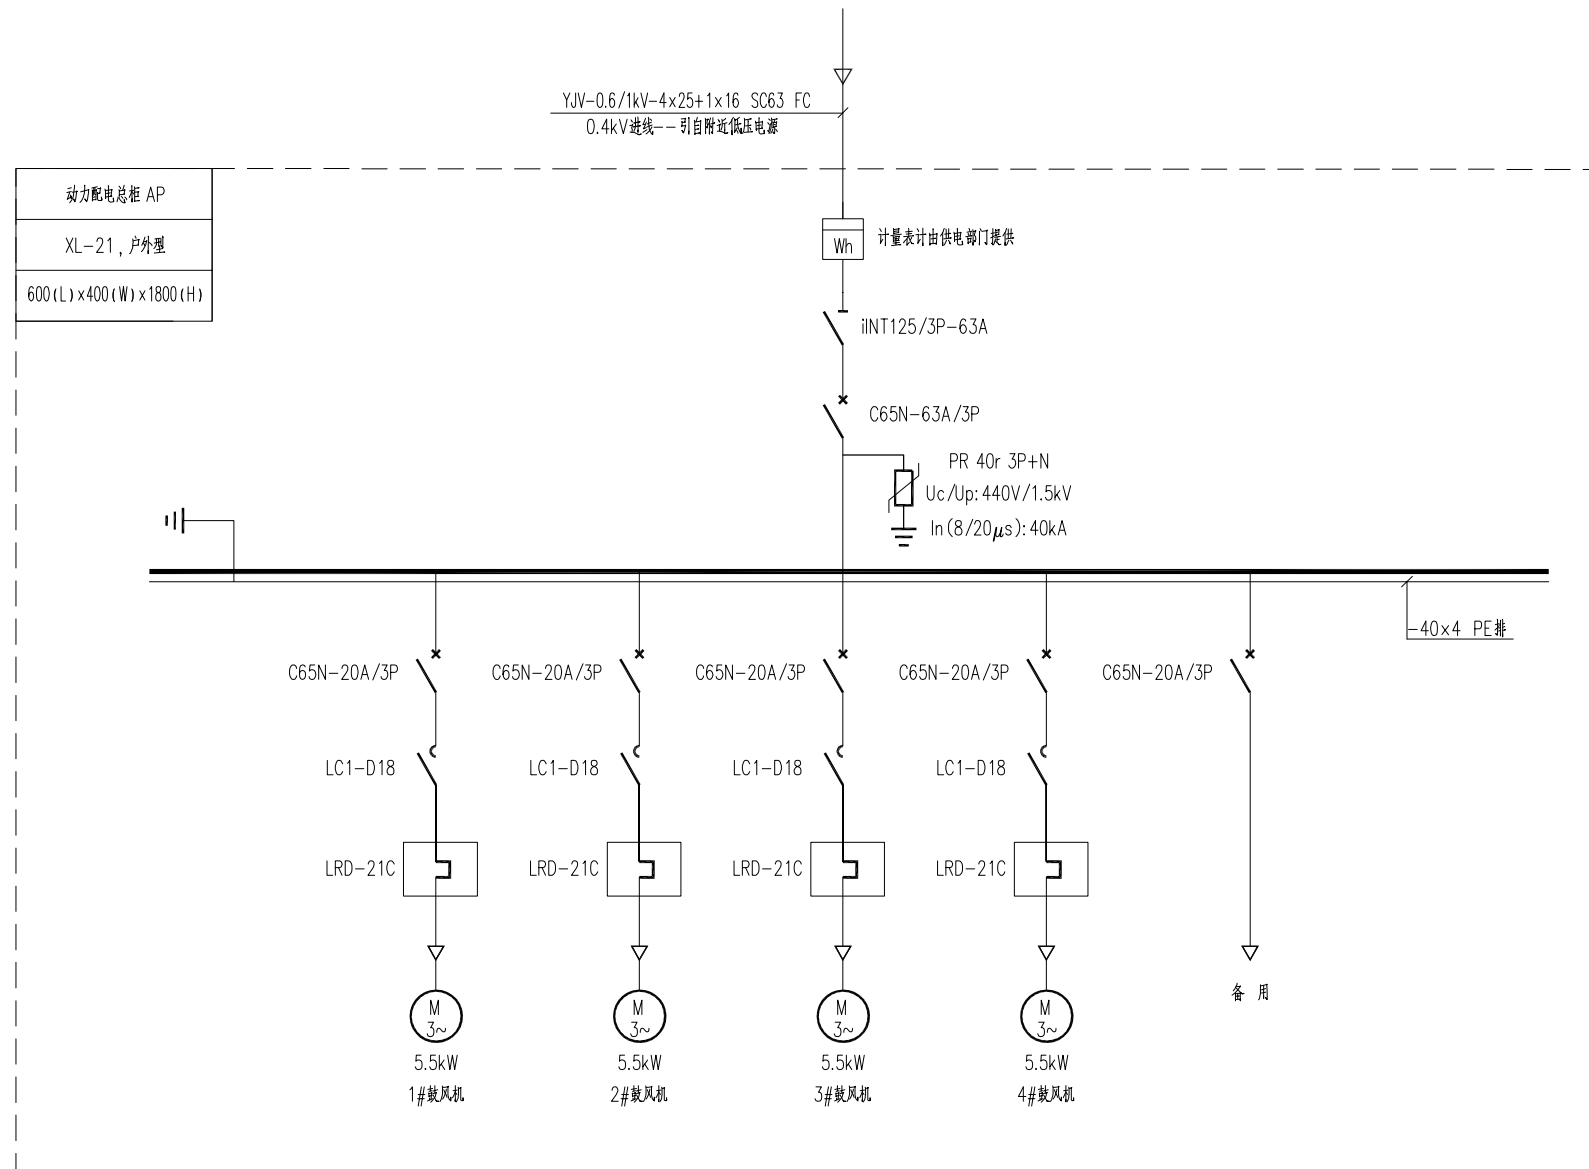 YJV-0.6/1kV-4x25+1x16 SC63 FC
0.4kV进线--引自附近低压电源
动力配电总柜 AP
XL-21,户外型
600(L)x400(W)x1800(H)
Wh
计量表计由供电部门提供
iINT125/3P-63A
C65N-63A/3P
PR 40r 3P+N
Uc/Up:440V/1.5kV
In(8/20μs):40kA
-40x4 PE排
C65N-20A/3P
C65N-20A/3P
C65N-20A/3P
C65N-20A/3P
C65N-20A/3P
LC1-D18
LC1-D18
LC1-D18
LC1-D18
LRD-21C
LRD-21C
LRD-21C
LRD-21C
备 用
M
3~
M
3~
M
3~
M
3~
5.5kW
5.5kW
5.5kW
5.5kW
1#鼓风机
2#鼓风机
3#鼓风机
4#鼓风机